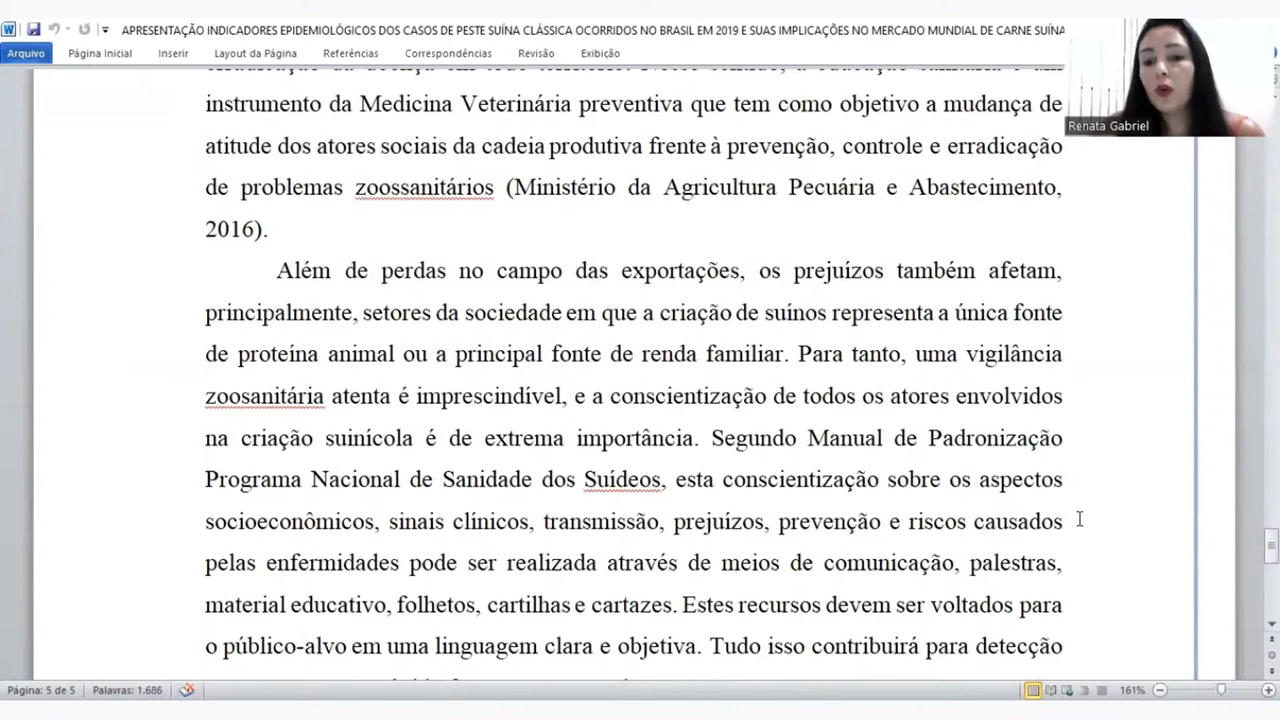 APRESENTAÇÃO INDICADORES EPIDEMIOLÓGICOS DOS CASOS DE PESTE SUÍNA CLÁSSICA OCORRIDOS NO BRASIL EM 2019 E SUAS IMPLICAÇÕES NO MERCADO MUNDIAL DE CARNE SUÍNA
Arquivo Página Inicial Inserir Layout da Página Referências Correspondências Revisão Exibição
Renata Gabriel
instrumento da Medicina Veterinária preventiva que tem como objetivo a mudança de
atitude dos atores sociais da cadeia produtiva frente à prevenção, controle e erradicação
de problemas zoossanitários (Ministério da Agricultura Pecuária e Abastecimento,
2016).
Além de perdas no campo das exportações, os prejuízos também afetam,
principalmente, setores da sociedade em que a criação de suínos representa a única fonte
de proteína animal ou a principal fonte de renda familiar. Para tanto, uma vigilância
zoosanitária atenta é imprescindível, e a conscientização de todos os atores envolvidos
na criação suinícola é de extrema importância. Segundo Manual de Padronização
Programa Nacional de Sanidade dos Suídeos, esta conscientização sobre os aspectos
socioeconômicos, sinais clínicos, transmissão, prejuízos, prevenção e riscos causados
pelas enfermidades pode ser realizada através de meios de comunicação, palestras,
material educativo, folhetos, cartilhas e cartazes. Estes recursos devem ser voltados para
o público-alvo em uma linguagem clara e objetiva. Tudo isso contribuirá para detecção
Página: 5 de 5 Palavras: 1.686 161%